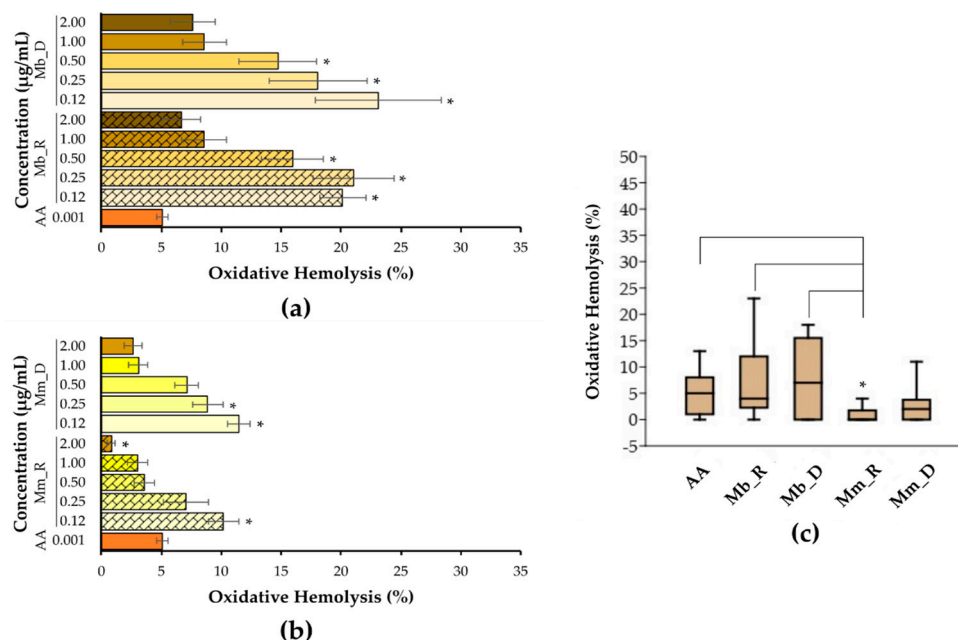 Concentration (µg/mL)
Mb_D
2.00
1.00
0.50
*
0.25
*
0.12
*
Mb_R
2.00
1.00
0.50
*
0.25
*
0.12
*
AA
0.001
0 5 10 15 20 25 30 35
Oxidative Hemolysis (%)
(a)
Concentration (µg/mL)
Mm_D
2.00
1.00
0.50
0.25
*
0.12
*
Mm_R
2.00
*
1.00
0.50
0.25
0.12
*
AA
0.001
0 5 10 15 20 25 30 35
Oxidative Hemolysis (%)
(b)
Oxidative Hemolysis (%)
50
45
40
35
30
25
20
15
10
5
0
-5
*
AA Mb_R Mb_D Mm_R Mm_D
(c)